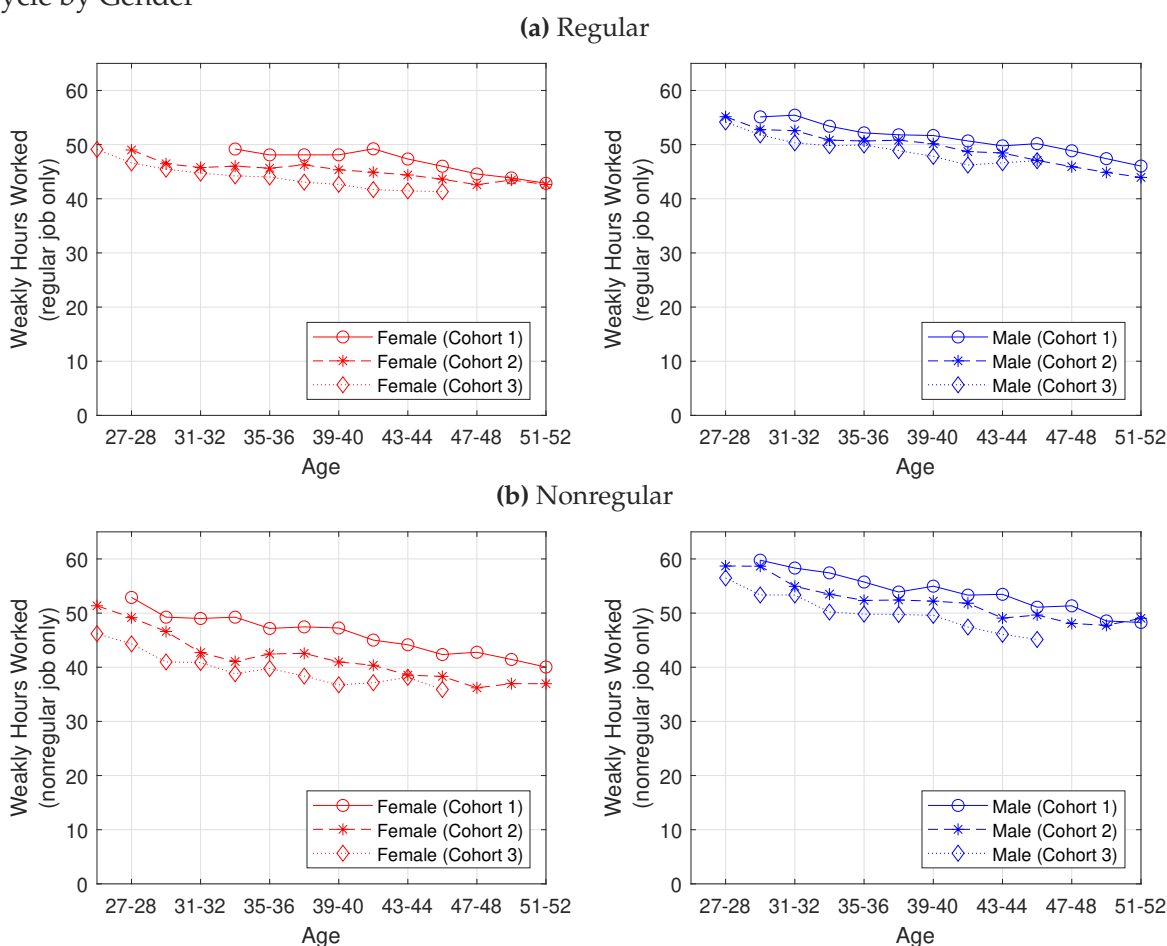 ycle by Gender
(a) Regular
Weakly Hours Worked
(regular job only)
60
50
40
30
20
10
0
27-28 31-32 35-36 39-40 43-44 47-48 51-52
Age
Female (Cohort 1)
Female (Cohort 2)
Female (Cohort 3)
Weakly Hours Worked
(regular job only)
60
50
40
30
20
10
0
27-28 31-32 35-36 39-40 43-44 47-48 51-52
Age
Male (Cohort 1)
Male (Cohort 2)
Male (Cohort 3)
(b) Nonregular
Weakly Hours Worked
(nonregular job only)
60
50
40
30
20
10
0
27-28 31-32 35-36 39-40 43-44 47-48 51-52
Age
Female (Cohort 1)
Female (Cohort 2)
Female (Cohort 3)
Weakly Hours Worked
(nonregular job only)
60
50
40
30
20
10
0
27-28 31-32 35-36 39-40 43-44 47-48 51-52
Age
Male (Cohort 1)
Male (Cohort 2)
Male (Cohort 3)